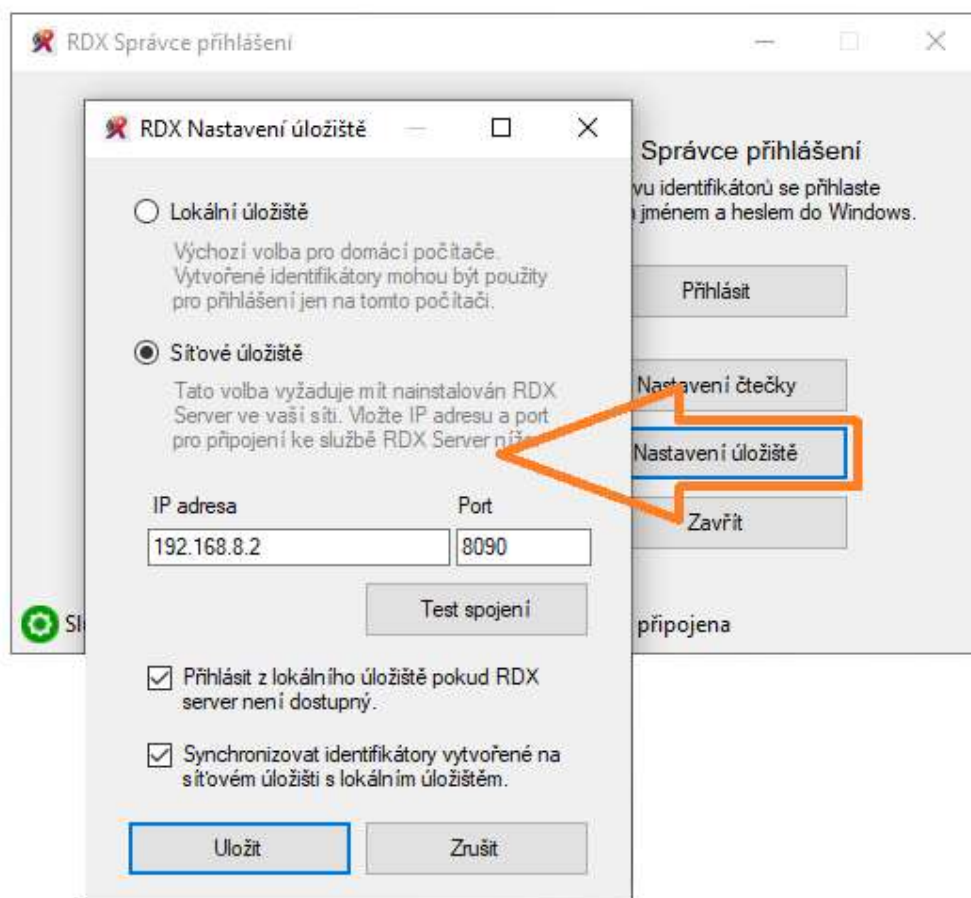 RDX Správce přihlášení
RDX Nastavení úložiště
Lokální úložiště
Výchozí volba pro domácí počítače.
Vytvořené identifikátory mohou být použity
pro přihlášení jen na tomto počítači.
Síťové úložiště
Tato volba vyžaduje mít nainstalován RDX
Server ve vaší síti. Vložte IP adresu a port
pro připojení ke službě RDX Server
IP adresa Port
192.168.8.2 8090
Test spojení
Přihlásit z lokálního úložiště pokud RDX
server není dostupný.
Synchronizovat identifikátory vytvořené na
síťovém úložišti s lokálním úložištěm.
Uložit Zrušit
Správce přihlášení
identifikátorů se přihlaste
jménem a heslem do Windows.
Přihlásit
Nastavení čtečky
Nastavení úložiště
Zavřít
připojena